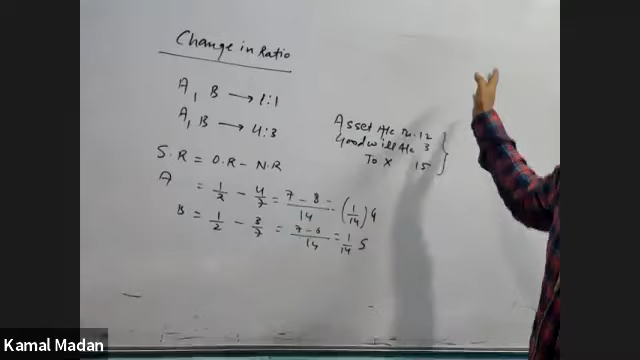 Change in Ratio
A, B → 1:1
A, B → 4:3
S.R = O.R - N.R
A = 1/2 - 4/7 = 7-8/14 - (1/14) G
B = 1/2 - 3/7 = 7-6/14 = 1/14 S
Asset A/c Dr. 12
Goodwill A/c 3
To X 15
Kamal Madan